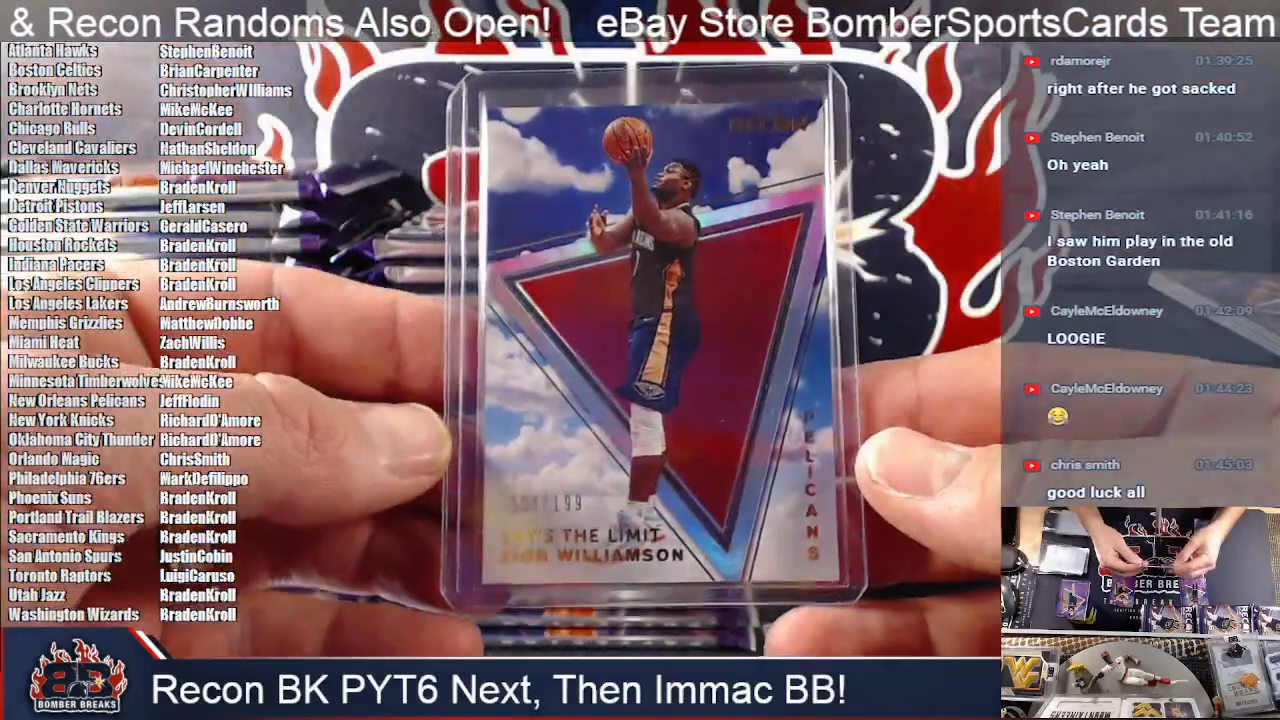 & Recon Randoms Also Open! eBay Store BomberSportsCards Team
Atlanta Hawks StephenBenoit
Boston Celtics BrianCarpenter
Brooklyn Nets ChristopherWIlliams
Charlotte Hornets MikeMcKee
Chicago Bulls DevinCordell
Cleveland Cavaliers NathanSheldon
Dallas Mavericks MichaelWinchester
Denver Nuggets BradenKroll
Detroit Pistons JeffLarsen
Golden State Warriors GeraldCasero
Houston Rockets BradenKroll
Indiana Pacers BradenKroll
Los Angeles Clippers BradenKroll
Los Angeles Lakers AndrewBurnsworth
Memphis Grizzlies MatthewDobbe
Miami Heat ZachWillis
Milwaukee Bucks BradenKroll
Minnesota Timberwolves MikeMcKee
New Orleans Pelicans JeffModin
New York Knicks RichardD'Amore
Oklahoma City Thunder RichardD'Amore
Orlando Magic ChrisSmith
Philadelphia 76ers MarkDefilippo
Phoenix Suns BradenKroll
Portland Trail Blazers BradenKroll
Sacramento Kings BradenKroll
San Antonio Spurs JustinCobin
Toronto Raptors LuigiCaruso
Utah Jazz BradenKroll
Washington Wizards BradenKroll
RECON
PELICANS
/199
SKY'S THE LIMIT
ZION WILLIAMSON
rdamorejr 01:39:25
right after he got sacked
Stephen Benoit 01:40:52
Oh yeah
Stephen Benoit 01:41:16
I saw him play in the old
Boston Garden
CayleMcEldowney 01:42:09
LOOGIE
CayleMcEldowney 01:44:23
😂
chris smith 01:45:03
good luck all
BOMBER BREAKS
Recon BK PYT6 Next, Then Immac BB!